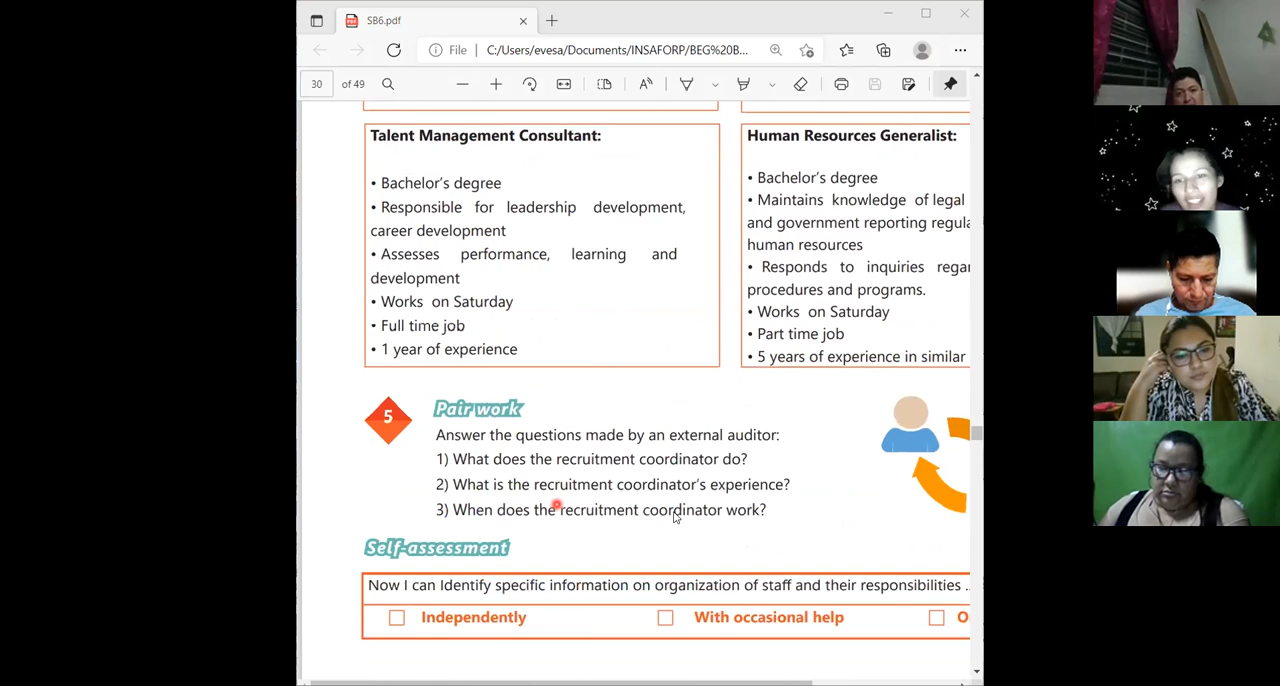 SB6.pdf
File
C:/Users/evesa/Documents/INSAFORP/BEG%20B...
30 of 49
Talent Management Consultant:
• Bachelor's degree
• Responsible for leadership development,
career development
• Assesses performance, learning and
development
• Works on Saturday
• Full time job
• 1 year of experience
Human Resources Generalist:
• Bachelor's degree
• Maintains knowledge of legal
and government reporting regula
human resources
• Responds to inquiries regar
procedures and programs.
• Works on Saturday
• Part time job
• 5 years of experience in similar
5
Pair work
Answer the questions made by an external auditor:
1) What does the recruitment coordinator do?
2) What is the recruitment coordinator's experience?
3) When does the recruitment coordinator work?
Self-assessment
Now I can Identify specific information on organization of staff and their responsibilities ..
Independently
With occasional help
O